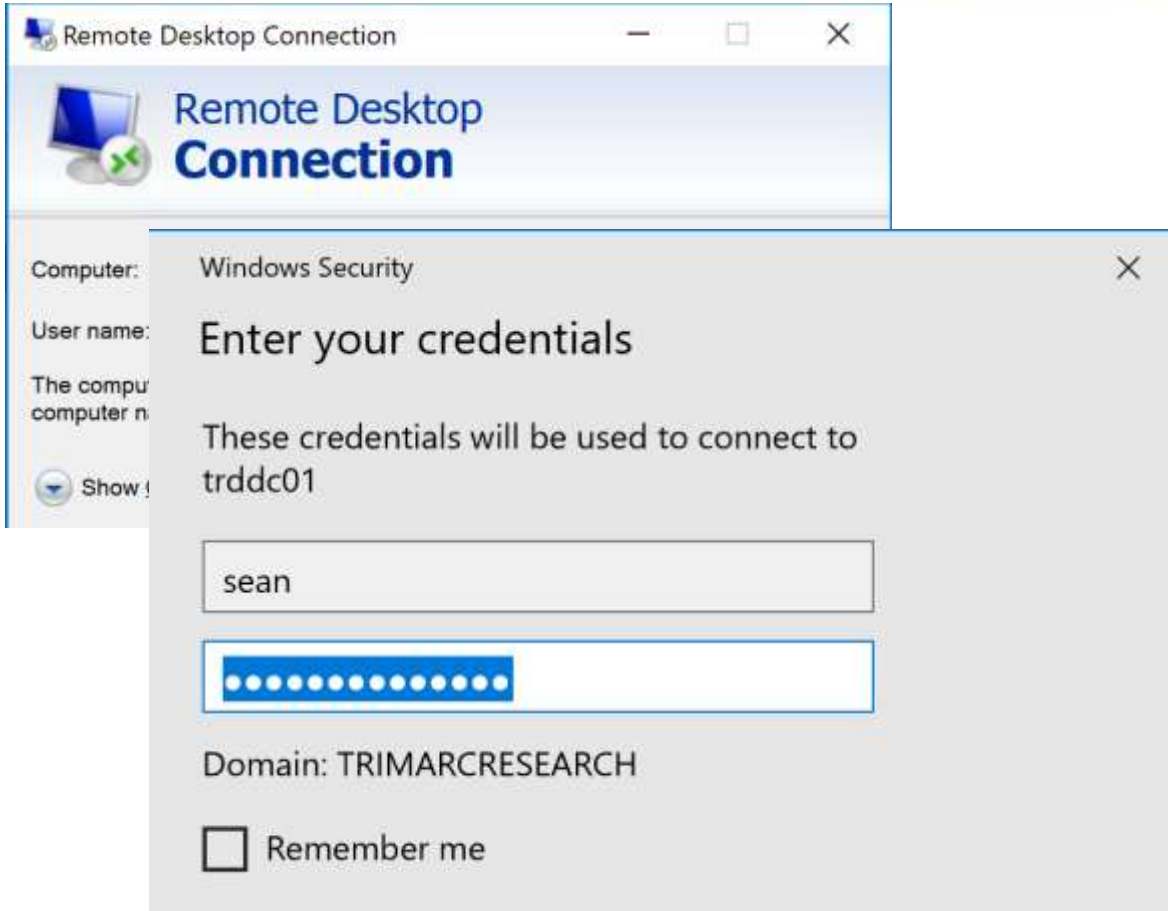 Remote Desktop Connection
Remote Desktop
Connection
Computer:
User name:
The compu
computer n
Show
Windows Security
Enter your credentials
These credentials will be used to connect to
trddc01
sean
••••••••••••••
Domain: TRIMARCRESEARCH
Remember me